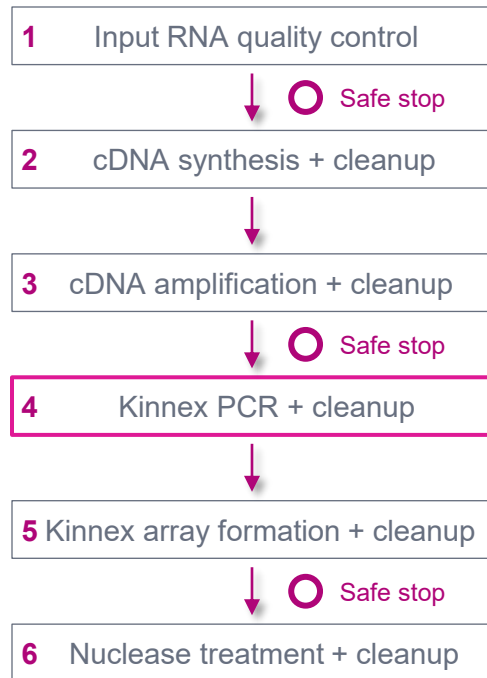 1 Input RNA quality control
Safe stop
2 cDNA synthesis + cleanup
3 cDNA amplification + cleanup
Safe stop
4 Kinnex PCR + cleanup
5 Kinnex array formation + cleanup
Safe stop
6 Nuclease treatment + cleanup